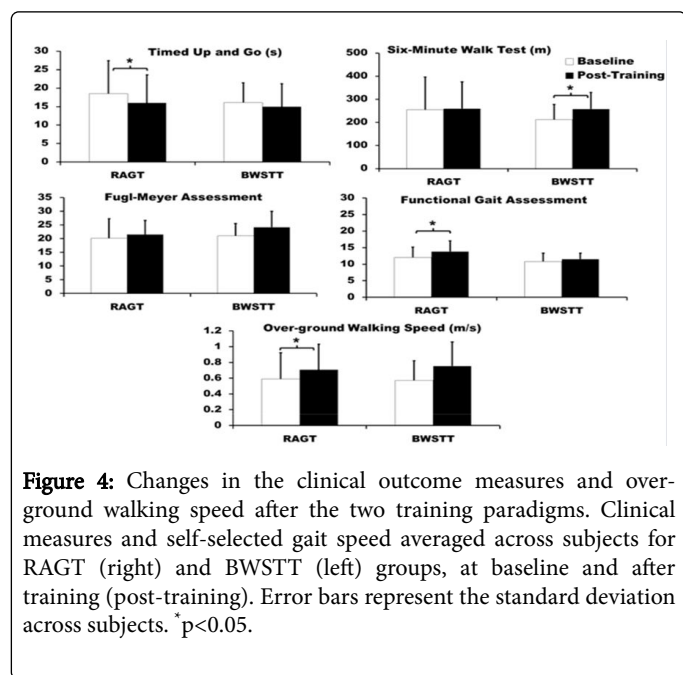 Timed Up and Go (s)
30
25
20
15
10
5
0
*
RAGT
BWSTT
Six-Minute Walk Test (m)
500
400
300
200
100
0
Baseline
Post-Training
*
RAGT
BWSTT
Fugl-Meyer Assessment
35
30
25
20
15
10
5
0
RAGT
BWSTT
Functional Gait Assessment
30
25
20
15
10
5
0
*
RAGT
BWSTT
Over-ground Walking Speed (m/s)
1.2
1
0.8
0.6
0.4
0.2
0
*
RAGT
BWSTT
Figure 4: Changes in the clinical outcome measures and over-
ground walking speed after the two training paradigms. Clinical
measures and self-selected gait speed averaged across subjects for
RAGT (right) and BWSTT (left) groups, at baseline and after
training (post-training). Error bars represent the standard deviation
across subjects. *p<0.05.